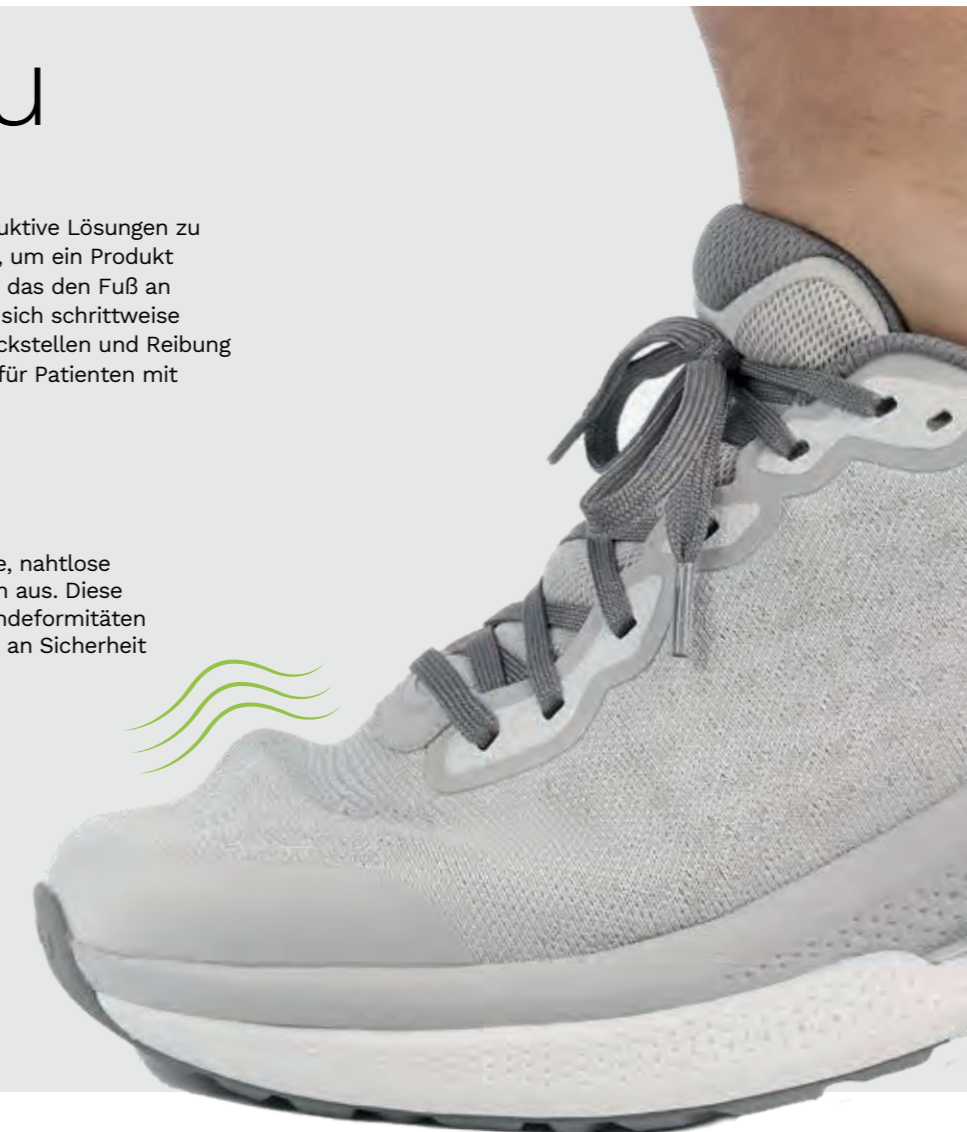 u
uktive Lösungen zu
, um ein Produkt
das den Fuß an
sich schrittweise
ckstellen und Reibung
für Patienten mit
e, nahtlose
n aus. Diese
ndeformitäten
an Sicherheit